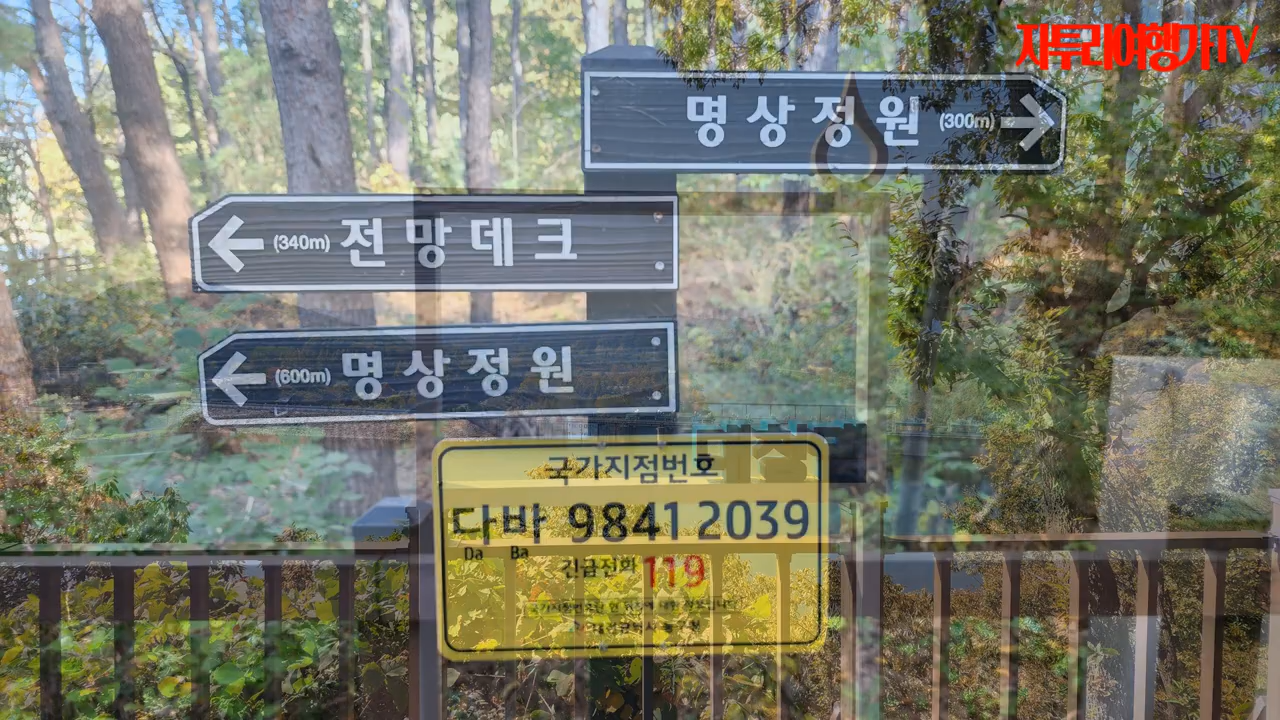 자투리여행가TV
명상정원 (300m) →
← (340m) 전망데크
← (600m) 명상정원
국가지점번호
다바 9841 2039
Da Ba
긴급전화 119